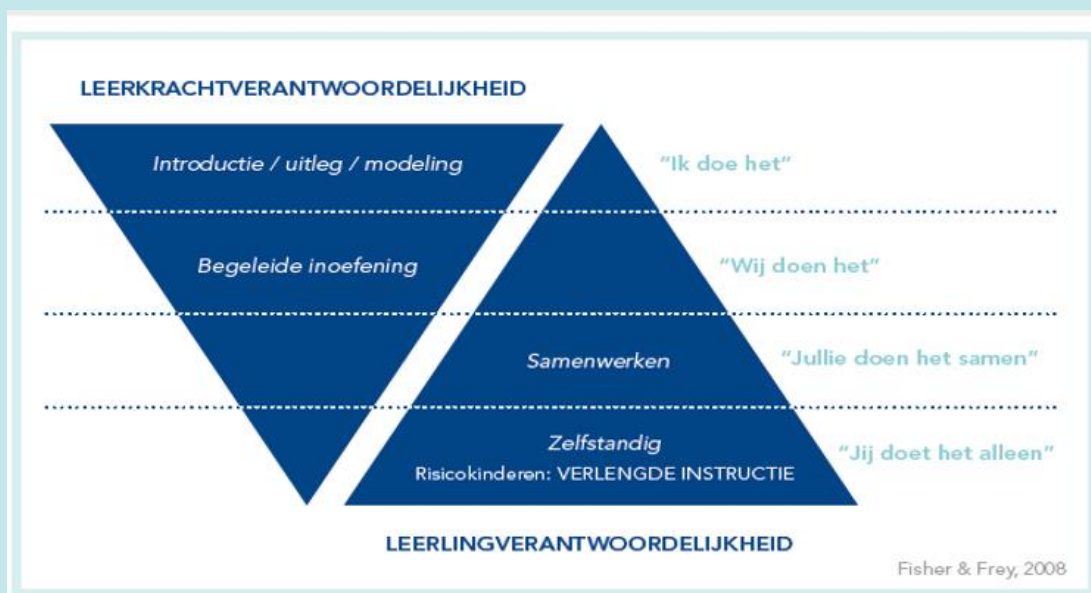 LEERKRACHTVERANTWOORDELIJKHEID
Introductie / uitleg / modeling
"Ik doe het"
Begeleide inoefening
"Wij doen het"
Samenwerken
"Jullie doen het samen"
Zelfstandig
Risicokinderen: VERLENGDE INSTRUCTIE
"Jij doet het alleen"
LEERLINGVERANTWOORDELIJKHEID
Fisher & Frey, 2008